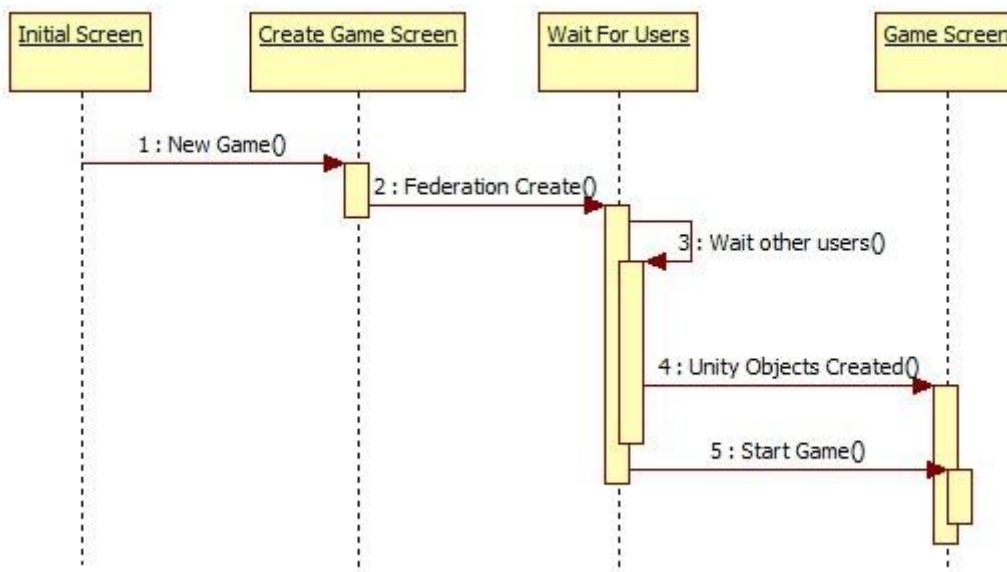 Initial Screen
Create Game Screen
Wait For Users
Game Screen
1 : New Game()
2 : Federation Create()
3 : Wait other users()
4 : Unity Objects Created()
5 : Start Game()